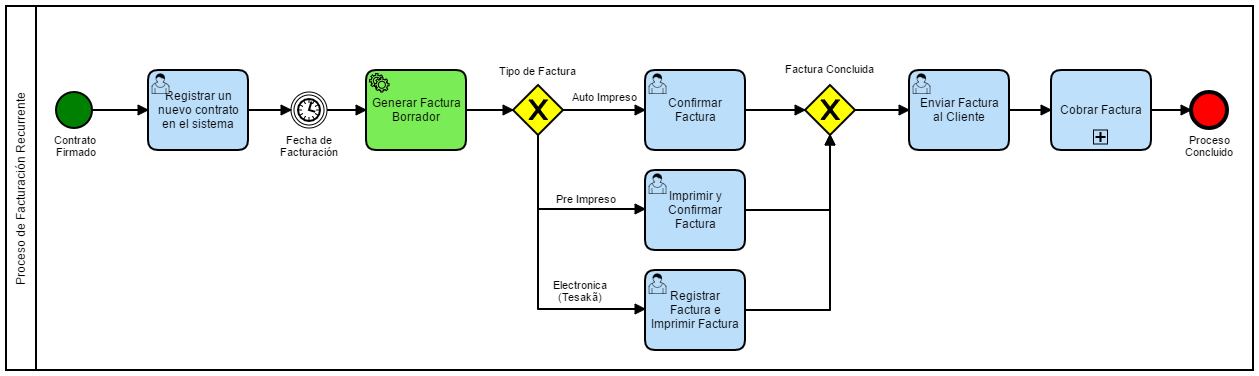 Proceso de Facturación Recurrente
Contrato
Firmado
Registrar un
nuevo contrato
en el sistema
Fecha de
Facturación
Generar Factura
Borrador
Tipo de Factura
Auto Impreso
Confirmar
Factura
Pre Impreso
Imprimir y
Confirmar
Factura
Electronica
(Tesakã)
Registrar
Factura e
Imprimir Factura
Factura Concluida
Enviar Factura
al Cliente
Cobrar Factura
Proceso
Concluido